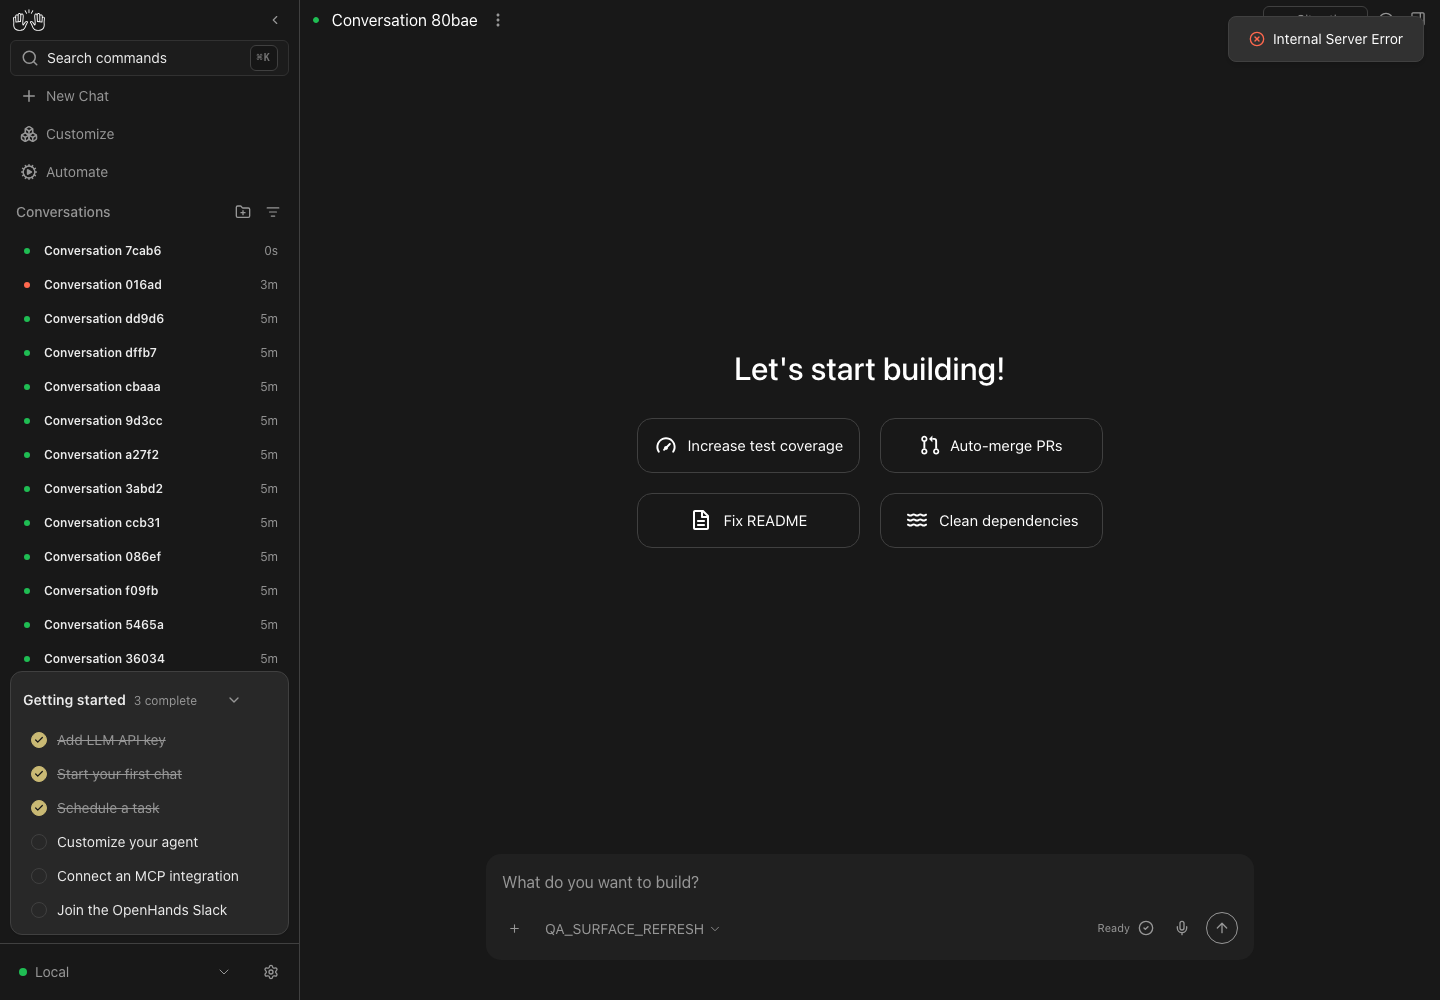 Search commands
⌘K
New Chat
Customize
Automate
Conversations
Conversation 7cab6 0s
Conversation 016ad 3m
Conversation dd9d6 5m
Conversation dffb7 5m
Conversation cbaaa 5m
Conversation 9d3cc 5m
Conversation a27f2 5m
Conversation 3abd2 5m
Conversation ccb31 5m
Conversation 086ef 5m
Conversation f09fb 5m
Conversation 5465a 5m
Conversation 36034 5m
Getting started 3 complete
Add LLM API key
Start your first chat
Schedule a task
Customize your agent
Connect an MCP integration
Join the OpenHands Slack
Local
Conversation 80bae
Internal Server Error
Let's start building!
Increase test coverage
Auto-merge PRs
Fix README
Clean dependencies
What do you want to build?
QA_SURFACE_REFRESH
Ready